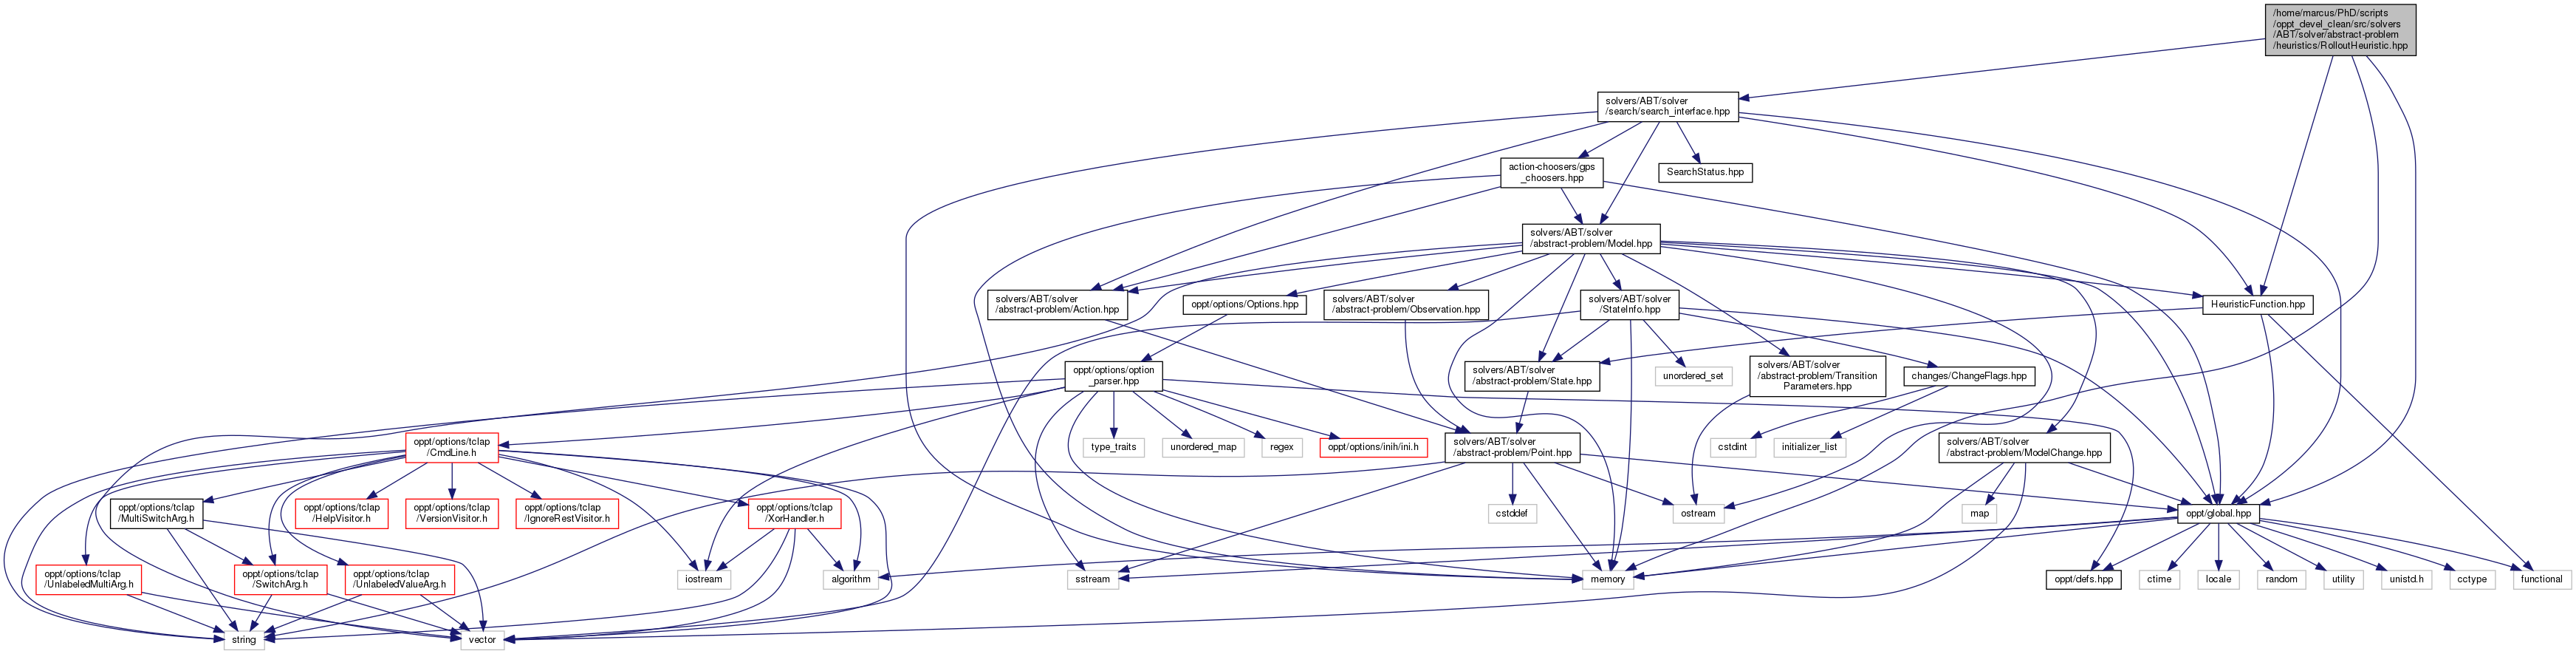 /home/marcus/PhD/scripts
/oppt_devel_clean/src/solvers
/ABT/solver/abstract-problem
/heuristics/RolloutHeuristic.hpp
solvers/ABT/solver
/search/search_interface.hpp
action-choosers/gps
_choosers.hpp
SearchStatus.hpp
solvers/ABT/solver
/abstract-problem/Model.hpp
solvers/ABT/solver
/abstract-problem/Action.hpp
oppt/options/Options.hpp
solvers/ABT/solver
/abstract-problem/Observation.hpp
solvers/ABT/solver
/StateInfo.hpp
HeuristicFunction.hpp
oppt/options/option
_parser.hpp
solvers/ABT/solver
/abstract-problem/State.hpp
unordered_set
solvers/ABT/solver
/abstract-problem/Transition
Parameters.hpp
changes/ChangeFlags.hpp
oppt/options/tclap
/CmdLine.h
type_traits
unordered_map
regex
oppt/options/inih/ini.h
solvers/ABT/solver
/abstract-problem/Point.hpp
cstdint
initializer_list
solvers/ABT/solver
/abstract-problem/ModelChange.hpp
oppt/options/tclap
/MultiSwitchArg.h
oppt/options/tclap
/HelpVisitor.h
oppt/options/tclap
/VersionVisitor.h
oppt/options/tclap
/IgnoreRestVisitor.h
oppt/options/tclap
/XorHandler.h
cstddef
ostream
map
oppt/global.hpp
oppt/options/tclap
/UnlabeledMultiArg.h
oppt/options/tclap
/SwitchArg.h
oppt/options/tclap
/UnlabeledValueArg.h
iostream
algorithm
sstream
memory
oppt/defs.hpp
ctime
locale
random
utility
unistd.h
cctype
functional
string
vector